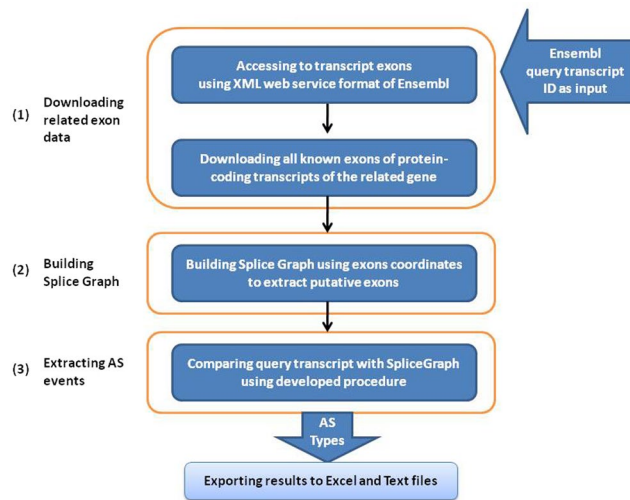 Accessing to transcript exons
using XML web service format of Ensembl
Ensembl
query transcript
ID as input
(1) Downloading
related exon
data
Downloading all known exons of protein-
coding transcripts of the related gene
(2) Building
Splice Graph
Building Splice Graph using exons coordinates
to extract putative exons
(3) Extracting AS
events
Comparing query transcript with SpliceGraph
using developed procedure
AS
Types
Exporting results to Excel and Text files